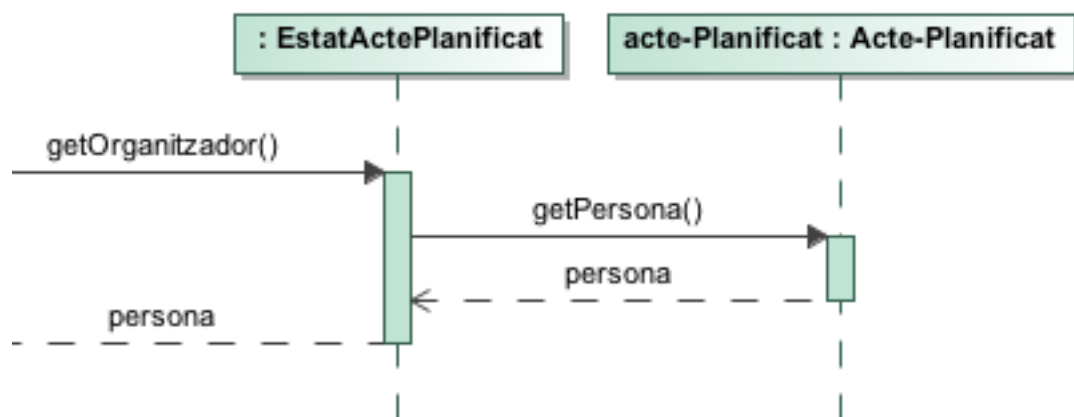 : EstatActePlanificat
acte-Planificat : Acte-Planificat
getOrganitzador()
getPersona()
persona
persona